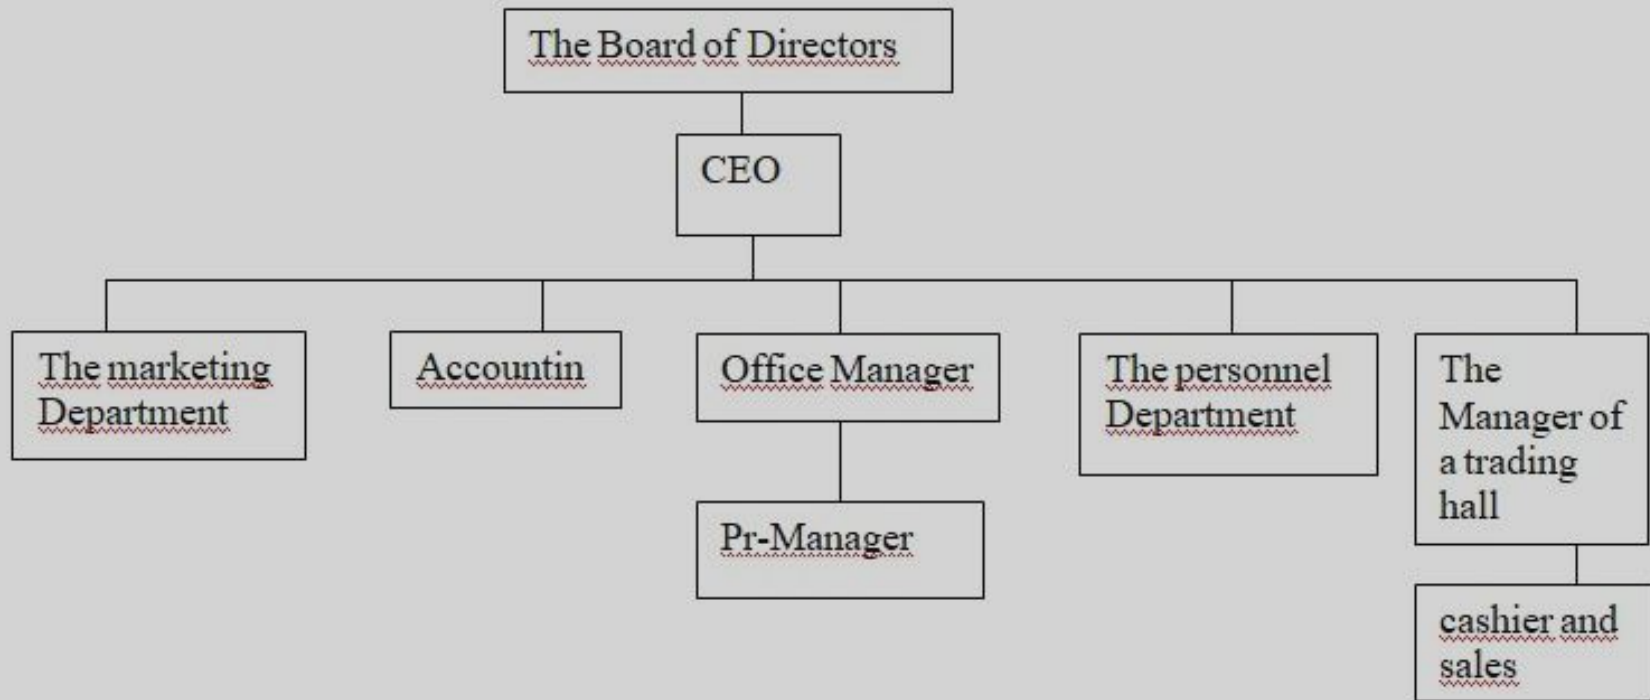 The Board of Directors
CEO
The marketing
Department
Accountin
Office Manager
The personnel
Department
The
Manager of
a trading
hall
Pr-Manager
cashier and
sales